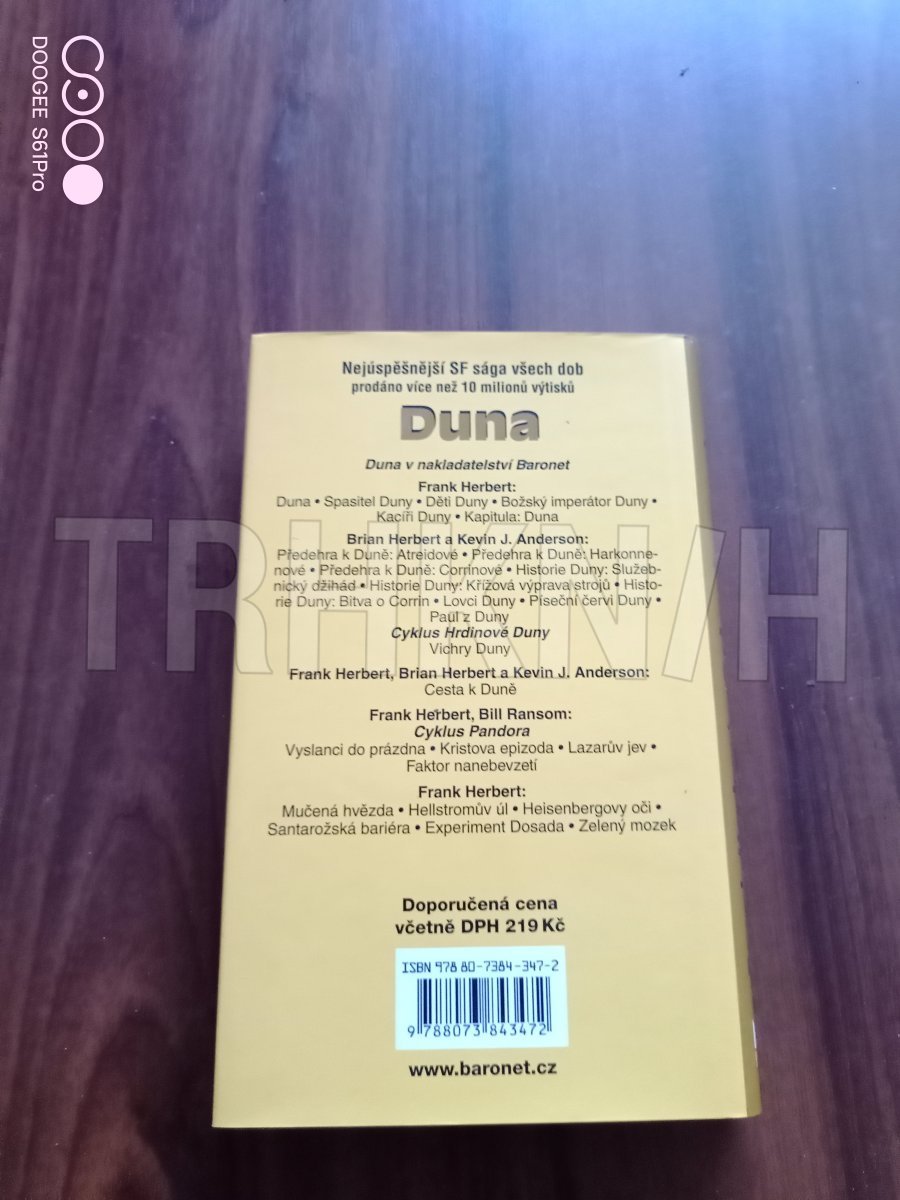 DOOGEE S61Pro
Nejúspěšnější SF sága všech dob
prodáno více než 10 milionů výtisků
Duna
Duna v nakladatelství Baronet
Frank Herbert:
Duna • Spasitel Duny • Děti Duny • Božský imperátor Duny •
Kacíři Duny • Kapitula: Duna
Brian Herbert a Kevin J. Anderson:
Předehra k Duně: Atreidové • Předehra k Duně: Harkonne-
nové • Předehra k Duně: Corrinové • Historie Duny: Služeb-
nický džihád • Historie Duny: Křížová výprava strojů • Histo-
rie Duny: Bitva o Corrin • Lovci Duny • Píseční červi Duny •
Paul z Duny
Cyklus Hrdinové Duny
Vichry Duny
Frank Herbert, Brian Herbert a Kevin J. Anderson:
Cesta k Duně
Frank Herbert, Bill Ransom:
Cyklus Pandora
Vyslanci do prázdna • Kristova epizoda • Lazarův jev •
Faktor nanebevzetí
Frank Herbert:
Mučená hvězda • Hellstromův úl • Heisenbergovy oči •
Santarožská bariéra • Experiment Dosada • Zelený mozek
Doporučená cena
včetně DPH 219 Kč
ISBN 978 80-7384-347-2
9 788073 843472
www.baronet.cz
TRHKN/H